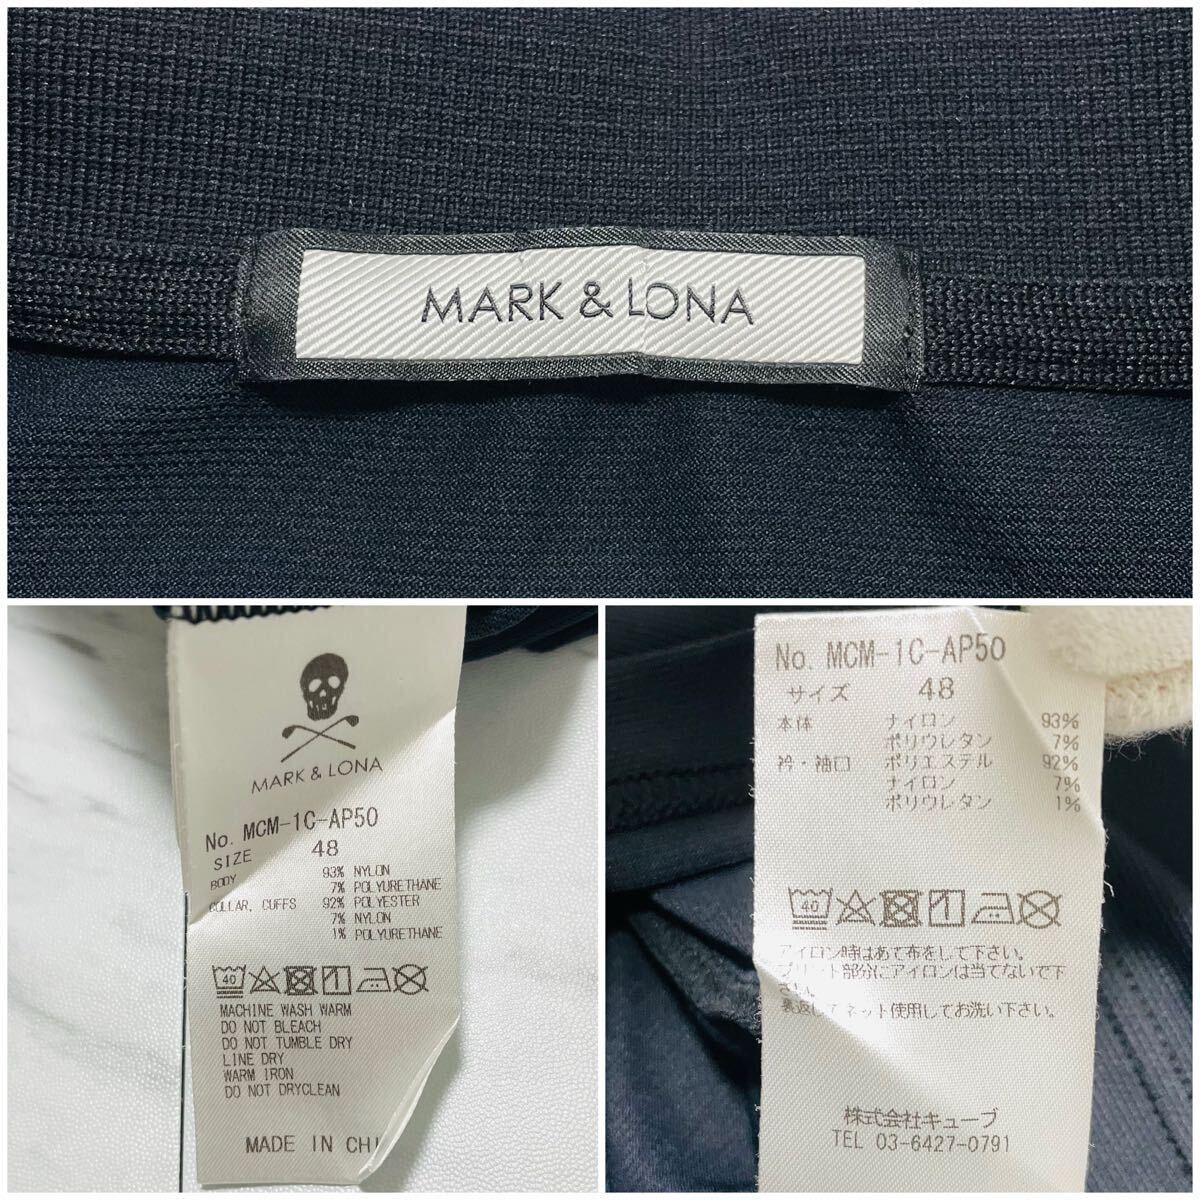 MARK & LONA
MARK & LONA
No. MCM-1C-AP50
SIZE 48
BODY 93% NYLON
7% POLYURETHANE
COLLAR, CUFFS 92% POLYESTER
7% NYLON
1% POLYURETHANE
40
MACHINE WASH WARM
DO NOT BLEACH
DO NOT TUMBLE DRY
LINE DRY
WARM IRON
DO NOT DRYCLEAN
MADE IN CHI
No. MCM-1C-AP50
サイズ 48
本体 ナイロン 93%
ポリウレタン 7%
衿・袖口 ポリエステル 92%
ナイロン 7%
ポリウレタン 1%
40
アイロン時はあて布をして下さい。
プリント部分にアイロンは当てないで下
さい。
裏返してネット使用してお洗い下さい。
株式会社キューブ
TEL 03-6427-0791